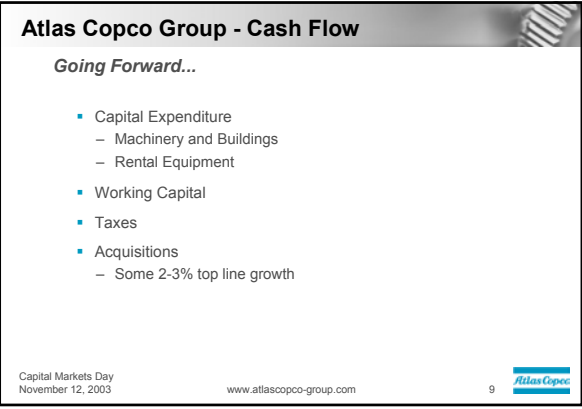 Atlas Copco Group - Cash Flow
Going Forward...
▪ Capital Expenditure
– Machinery and Buildings
– Rental Equipment
▪ Working Capital
▪ Taxes
▪ Acquisitions
– Some 2-3% top line growth
Capital Markets Day
November 12, 2003
www.atlascopco-group.com
9
Atlas Copco